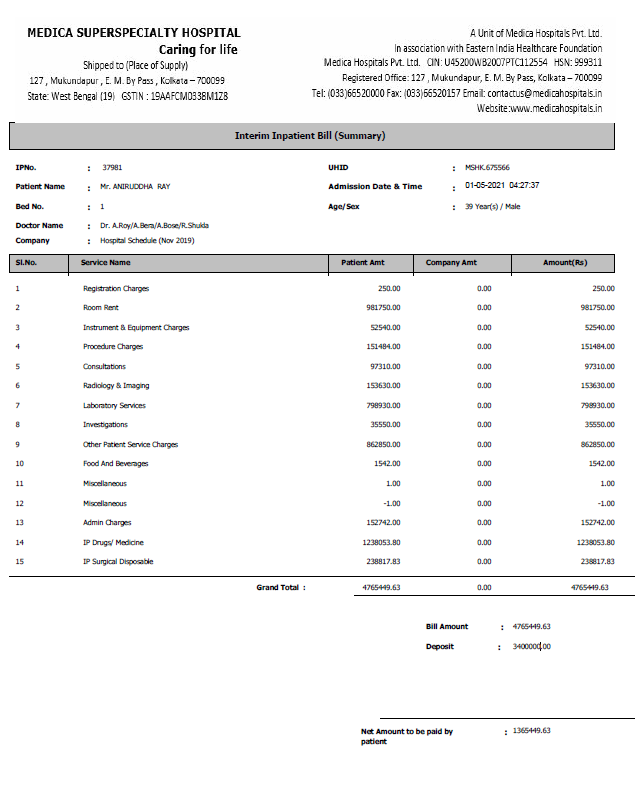 MEDICA SUPERSPECIALTY HOSPITAL
Caring for life
Shipped to (Place of Supply)
127 , Mukundapur , E. M. By Pass , Kolkata – 700099
State: West Bengal (19) GSTIN : 19AAFCM0338M1Z8
A Unit of Medica Hospitals Pvt. Ltd.
In association with Eastern India Healthcare Foundation
Medica Hospitals Pvt. Ltd. CIN: U45200WB2007PTC112554 HSN: 999311
Registered Office: 127 , Mukundapur, E. M. By Pass, Kolkata – 700099
Tel: (033)66520000 Fax: (033)66520157 Email: contactus@medicahospitals.in
Website:www.medicahospitals.in
Interim Inpatient Bill (Summary)
IPNo. : 37981 UHID : MSHK.675566
Patient Name : Mr. ANIRUDDHA RAY Admission Date & Time : 01-05-2021 04:27:37
Bed No. : 1 Age/Sex : 39 Year(s) / Male
Doctor Name : Dr. A.Roy/A.Bera/A.Bose/R.Shukla
Company : Hospital Schedule (Nov 2019)
Sl.No. Service Name Patient Amt Company Amt Amount(Rs)
1 Registration Charges 250.00 0.00 250.00
2 Room Rent 981750.00 0.00 981750.00
3 Instrument & Equipment Charges 52540.00 0.00 52540.00
4 Procedure Charges 151484.00 0.00 151484.00
5 Consultations 97310.00 0.00 97310.00
6 Radiology & Imaging 153630.00 0.00 153630.00
7 Laboratory Services 798930.00 0.00 798930.00
8 Investigations 35550.00 0.00 35550.00
9 Other Patient Service Charges 862850.00 0.00 862850.00
10 Food And Beverages 1542.00 0.00 1542.00
11 Miscellaneous 1.00 0.00 1.00
12 Miscellaneous -1.00 0.00 -1.00
13 Admin Charges 152742.00 0.00 152742.00
14 IP Drugs/ Medicine 1238053.80 0.00 1238053.80
15 IP Surgical Disposable 238817.83 0.00 238817.83
Grand Total : 4765449.63 0.00 4765449.63
Bill Amount : 4765449.63
Deposit : 3400000.00
Net Amount to be paid by : 1365449.63
patient